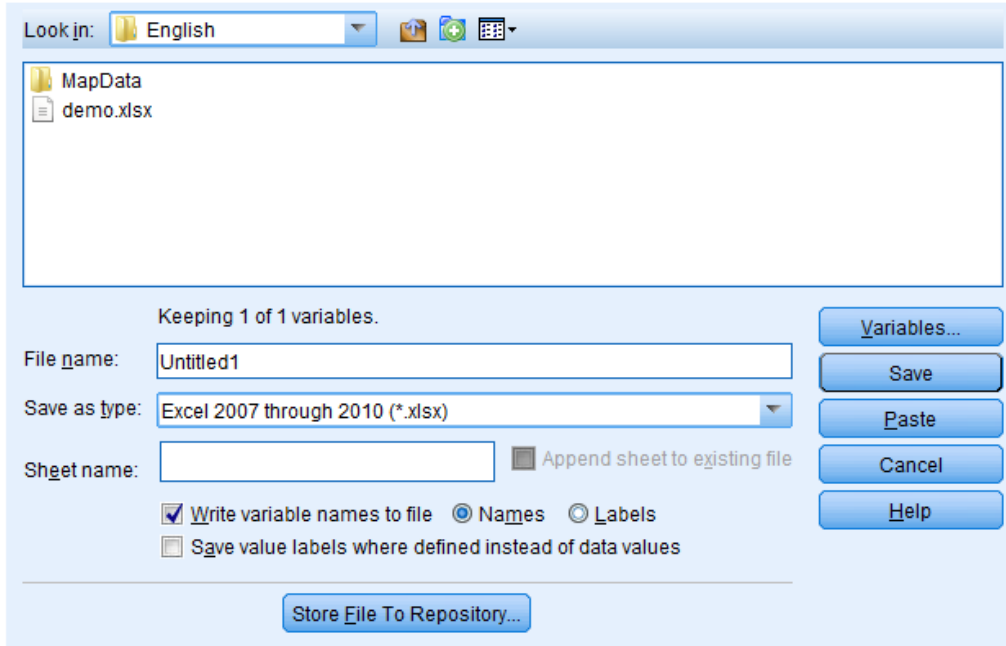 Look in: English
MapData
demo.xlsx
Keeping 1 of 1 variables.
Variables...
File name: Untitled1
Save
Save as type: Excel 2007 through 2010 (*.xlsx)
Paste
Sheet name: Append sheet to existing file
Cancel
Write variable names to file Names Labels
Help
Save value labels where defined instead of data values
Store File To Repository...